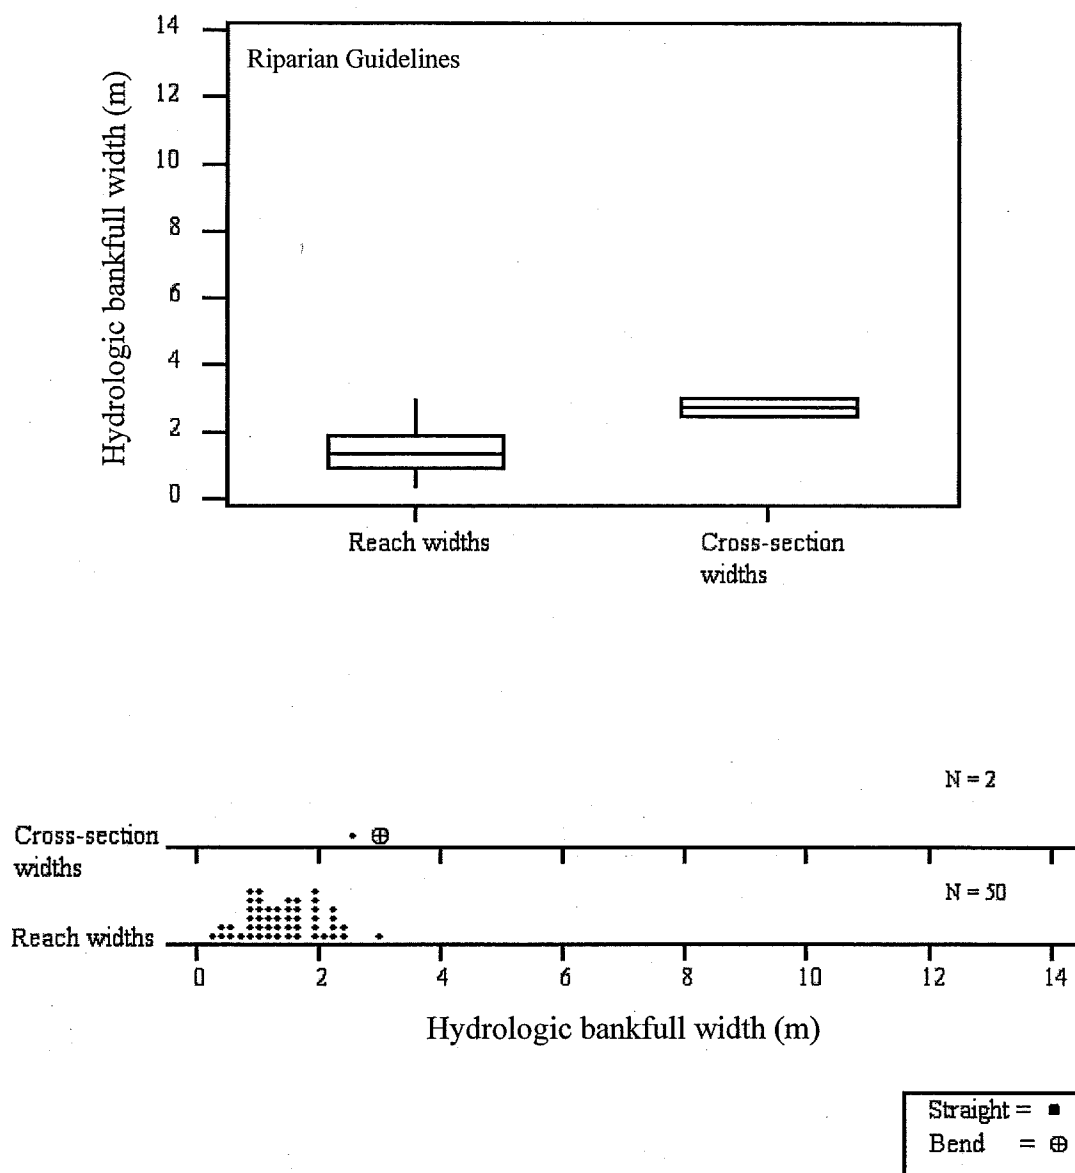 Riparian Guidelines
Hydrologic bankfull width (m)
14
12
10
8
6
4
2
0
Reach widths
Cross-section
widths
N = 2
Cross-section
widths
N = 50
Reach widths
0 2 4 6 8 10 12 14
Hydrologic bankfull width (m)
Straight = ■
Bend = ⊕